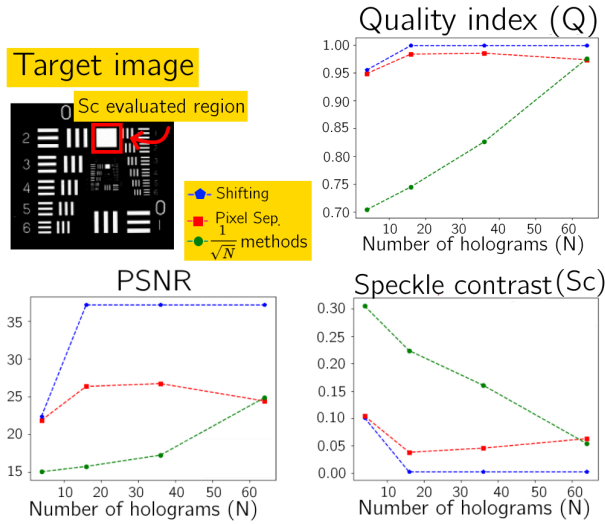 Quality index (Q)
Target image
Sc evaluated region
0
2
3
4
5
6
0
1
Shifting
Pixel Sep.
1/√N methods
1.00
0.95
0.90
0.85
0.80
0.75
0.70
10 20 30 40 50 60
Number of holograms (N)
PSNR
35
30
25
20
15
10 20 30 40 50 60
Number of holograms (N)
Speckle contrast(Sc)
0.30
0.25
0.20
0.15
0.10
0.05
0.00
10 20 30 40 50 60
Number of holograms (N)